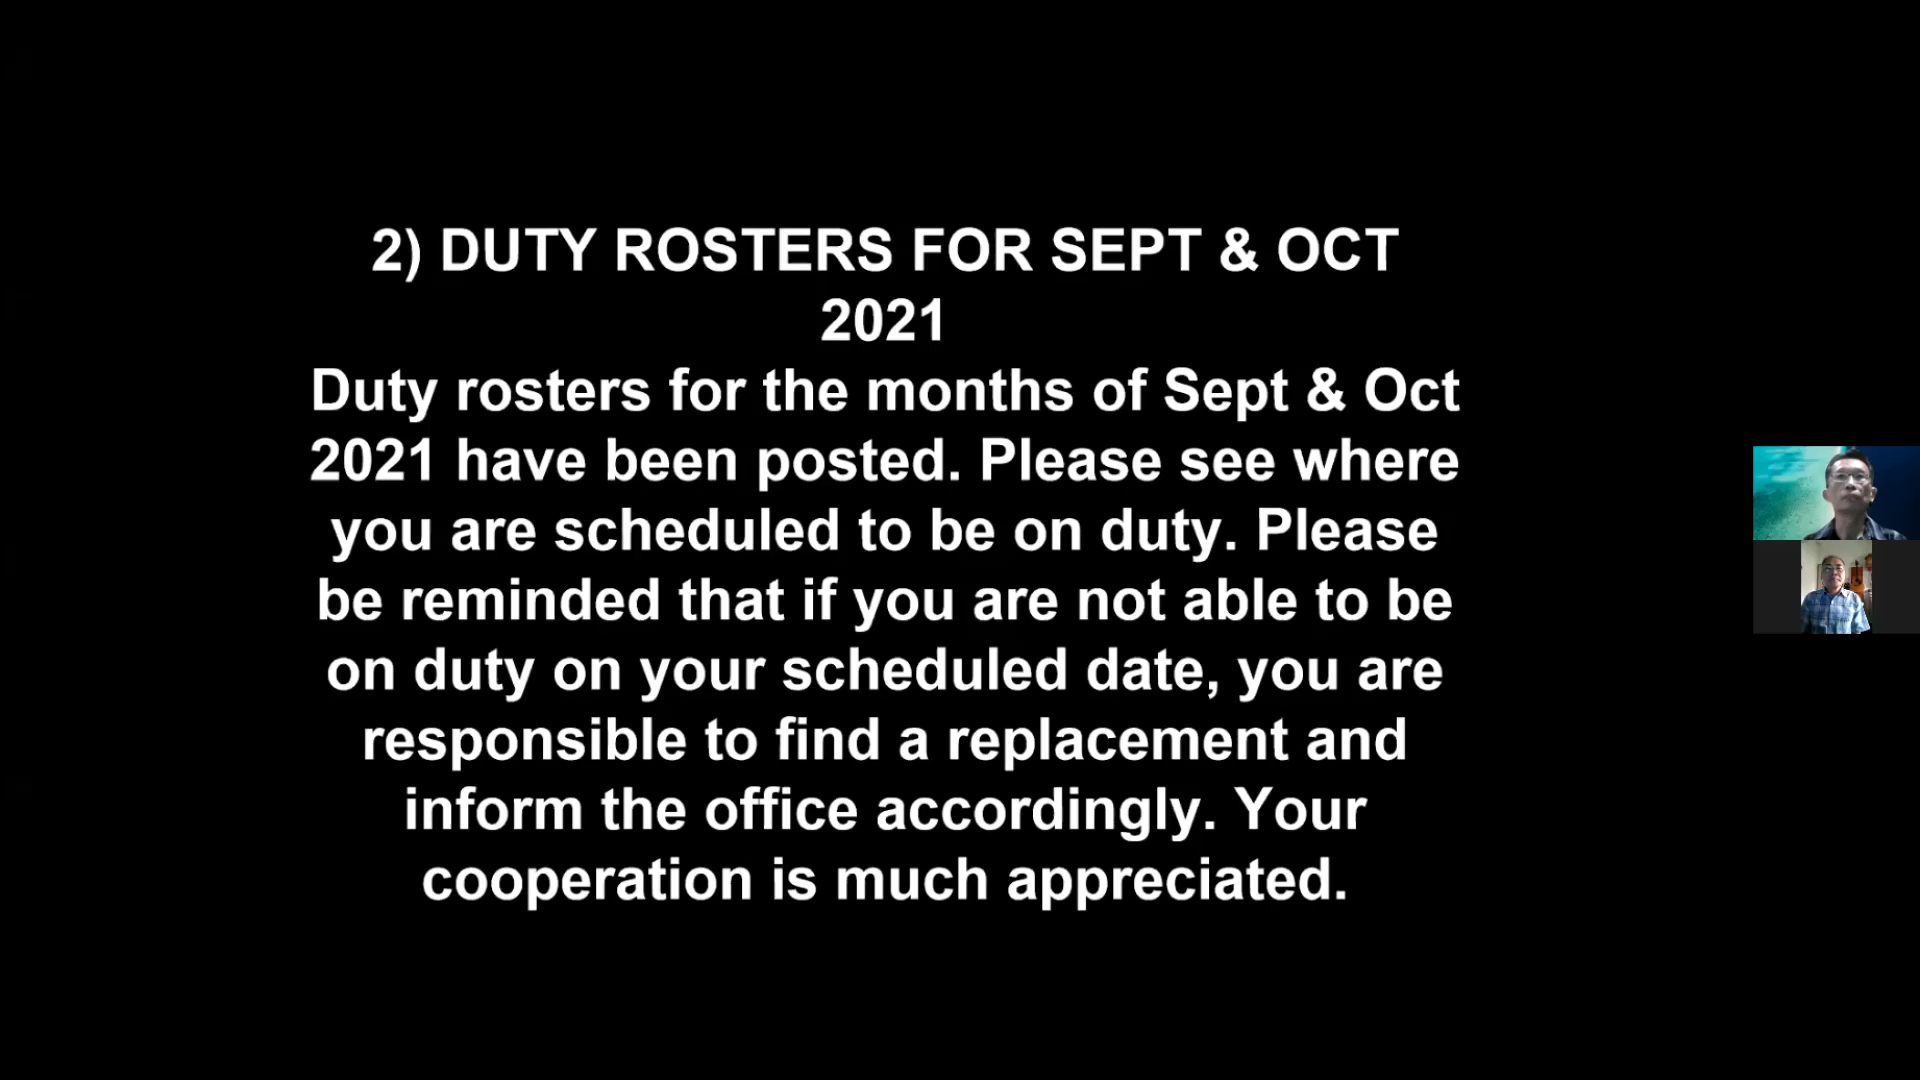 2) DUTY ROSTERS FOR SEPT & OCT
2021
Duty rosters for the months of Sept & Oct
2021 have been posted. Please see where
you are scheduled to be on duty. Please
be reminded that if you are not able to be
on duty on your scheduled date, you are
responsible to find a replacement and
inform the office accordingly. Your
cooperation is much appreciated.